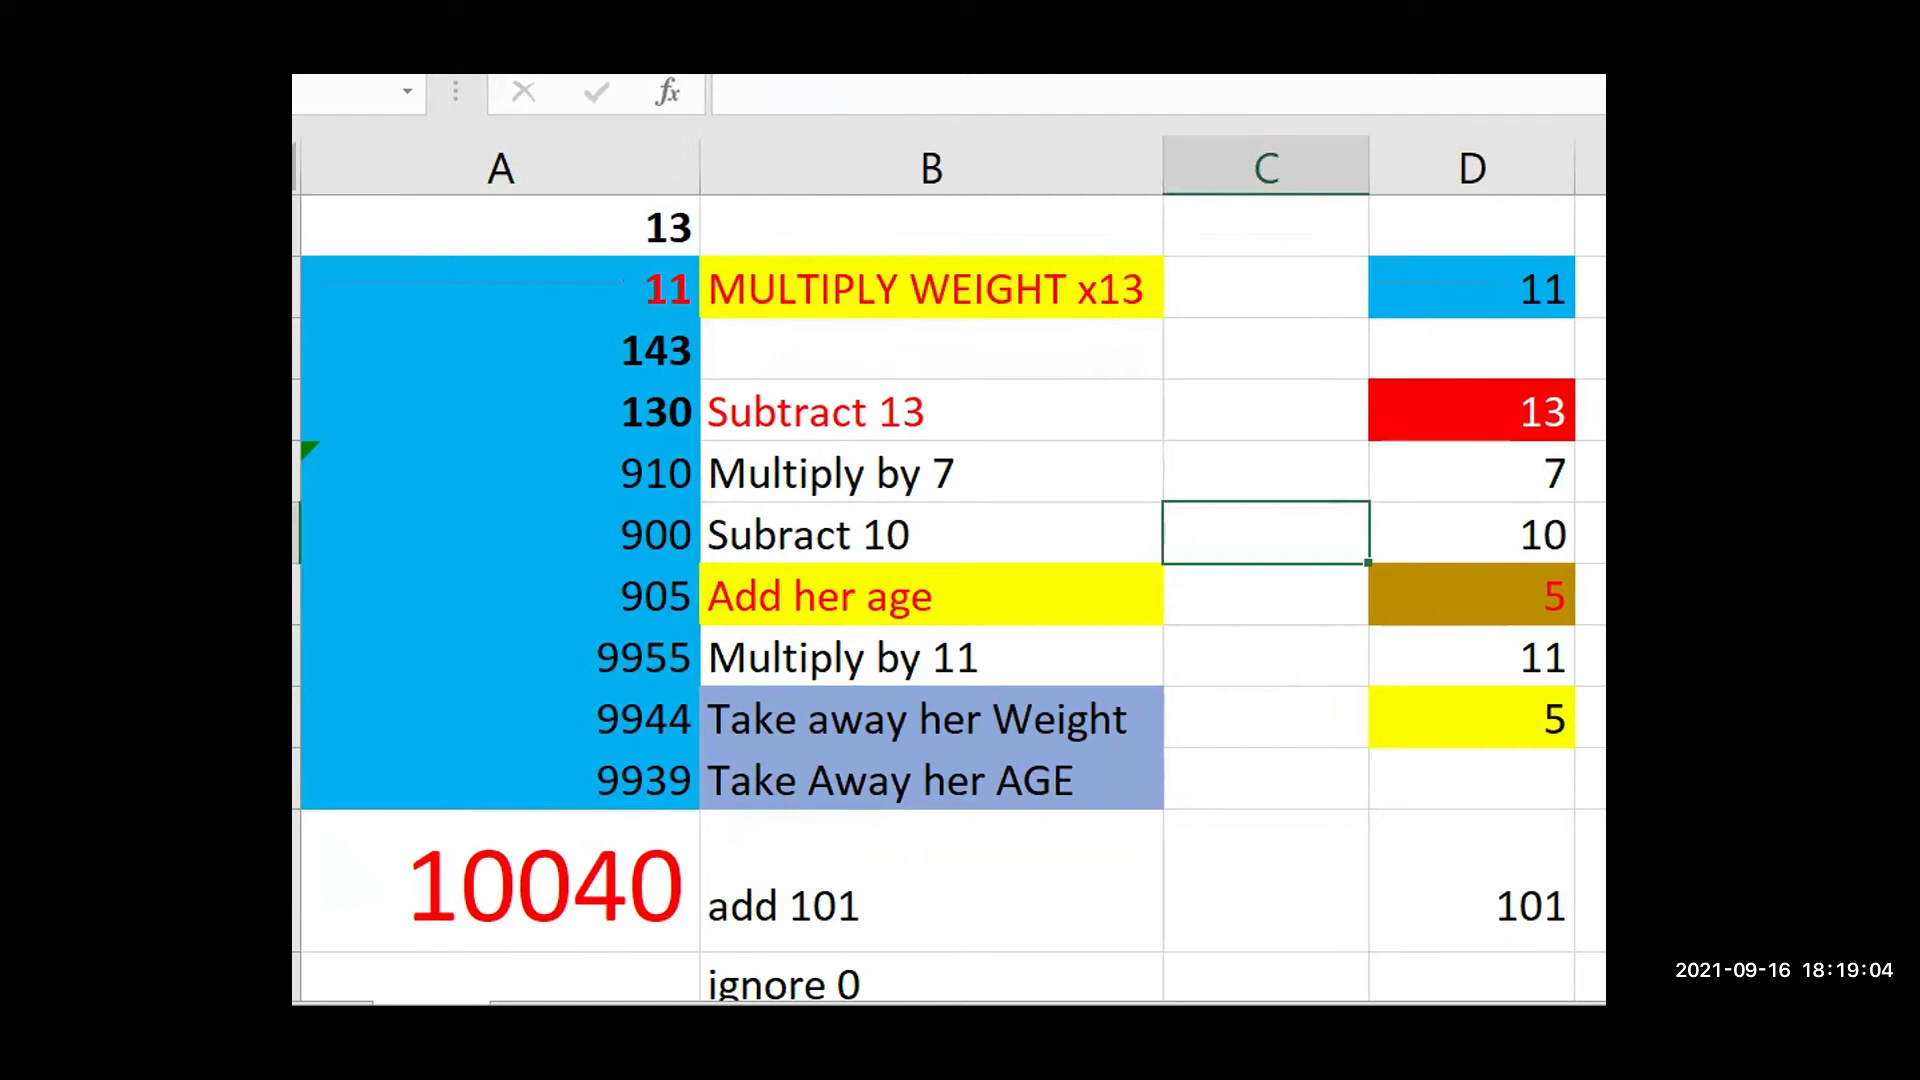 fx
A B C D
13
11 MULTIPLY WEIGHT x13 11
143
130 Subtract 13 13
910 Multiply by 7 7
900 Subract 10 10
905 Add her age 5
9955 Multiply by 11 11
9944 Take away her Weight 5
9939 Take Away her AGE
10040 add 101 101
ignore 0
2021-09-16 18:19:04